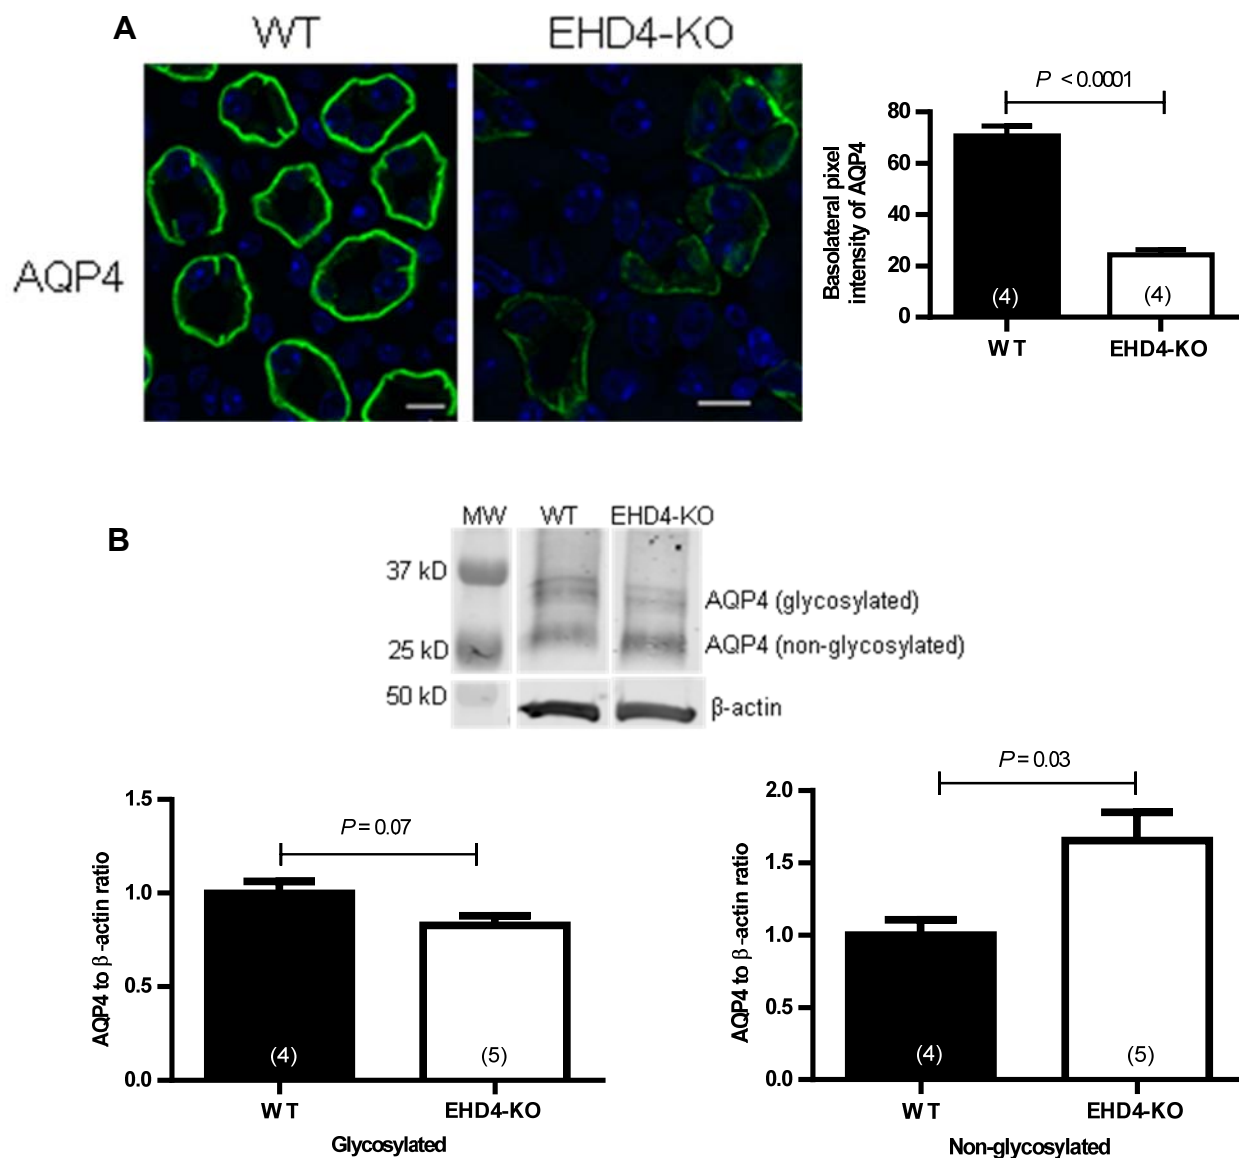 A
WT
EHD4-KO
AQP4
P < 0.0001
Basolateral pixel
intensity of AQP4
80
60
40
20
0
(4)
(4)
WT
EHD4-KO
B
MW WT EHD4-KO
37 kD
AQP4 (glycosylated)
25 kD
AQP4 (non-glycosylated)
50 kD
β-actin
P = 0.07
AQP4 to β-actin ratio
1.5
1.0
0.5
0.0
(4)
(5)
WT
EHD4-KO
Glycosylated
P = 0.03
AQP4 to β-actin ratio
2.0
1.5
1.0
0.5
0.0
(4)
(5)
WT
EHD4-KO
Non-glycosylated